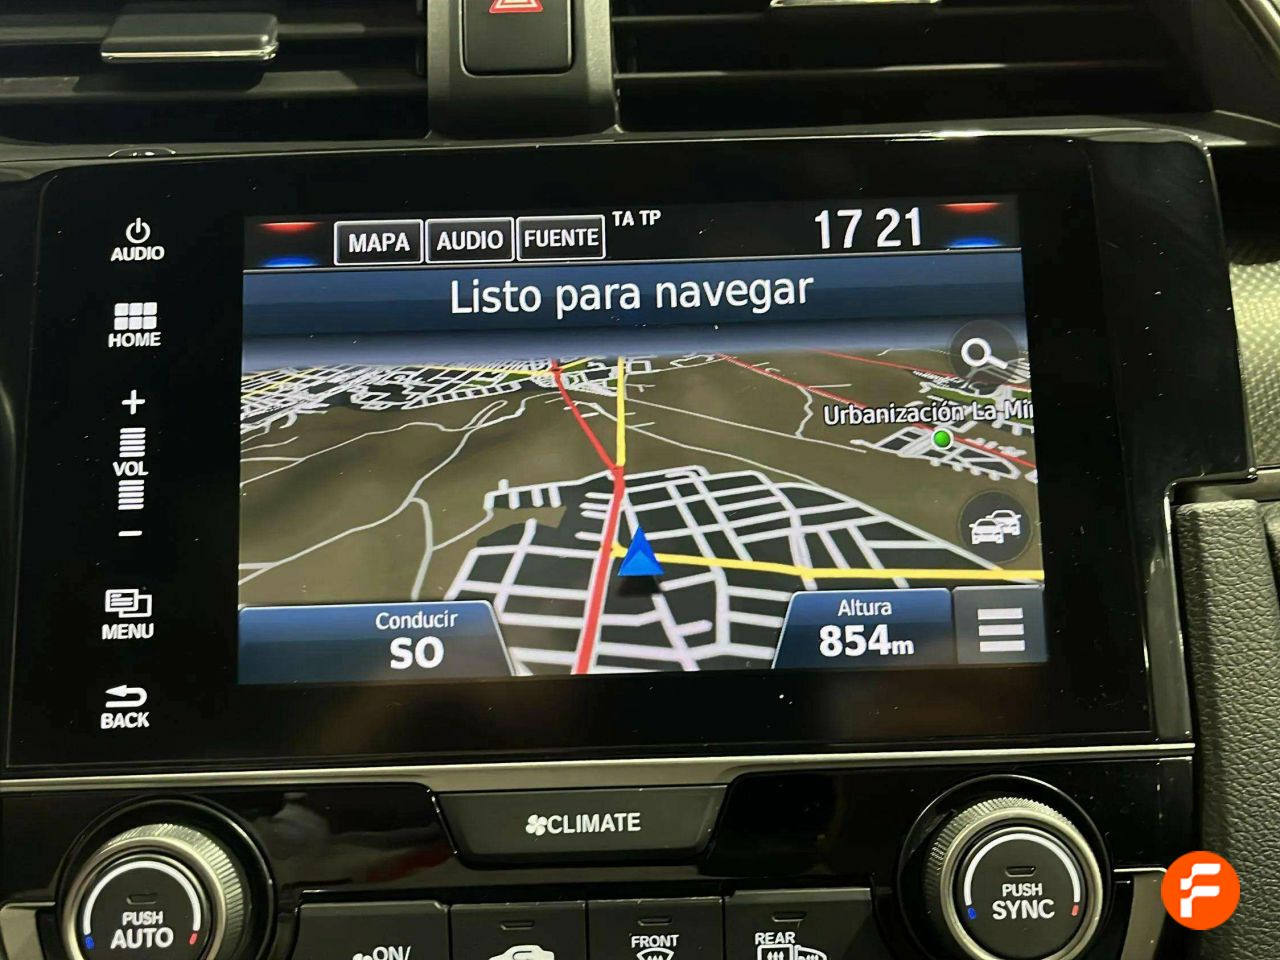 MAPA AUDIO FUENTE TA TP 17 21
Listo para navegar
AUDIO
HOME
+
VOL
−
MENU
BACK
Urbanización La
Conducir
SO
Altura
854m
CLIMATE
PUSH
AUTO
PUSH
SYNC
ON/
FRONT
REAR
F